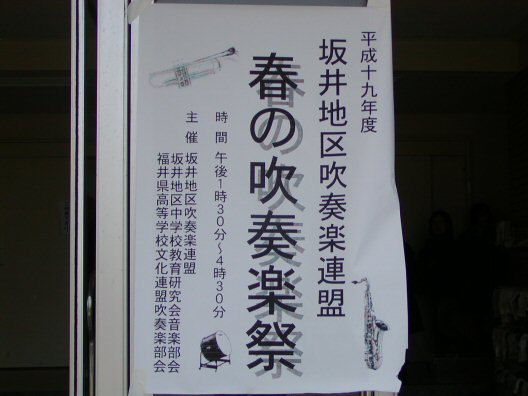 平成十九年度
坂井地区吹奏楽連盟
春の吹奏楽祭
時間 午後1時30分～4時30分
主催 坂井地区吹奏楽連盟
坂井地区中学校教育研究会音楽部会
福井県高等学校文化連盟吹奏楽部会